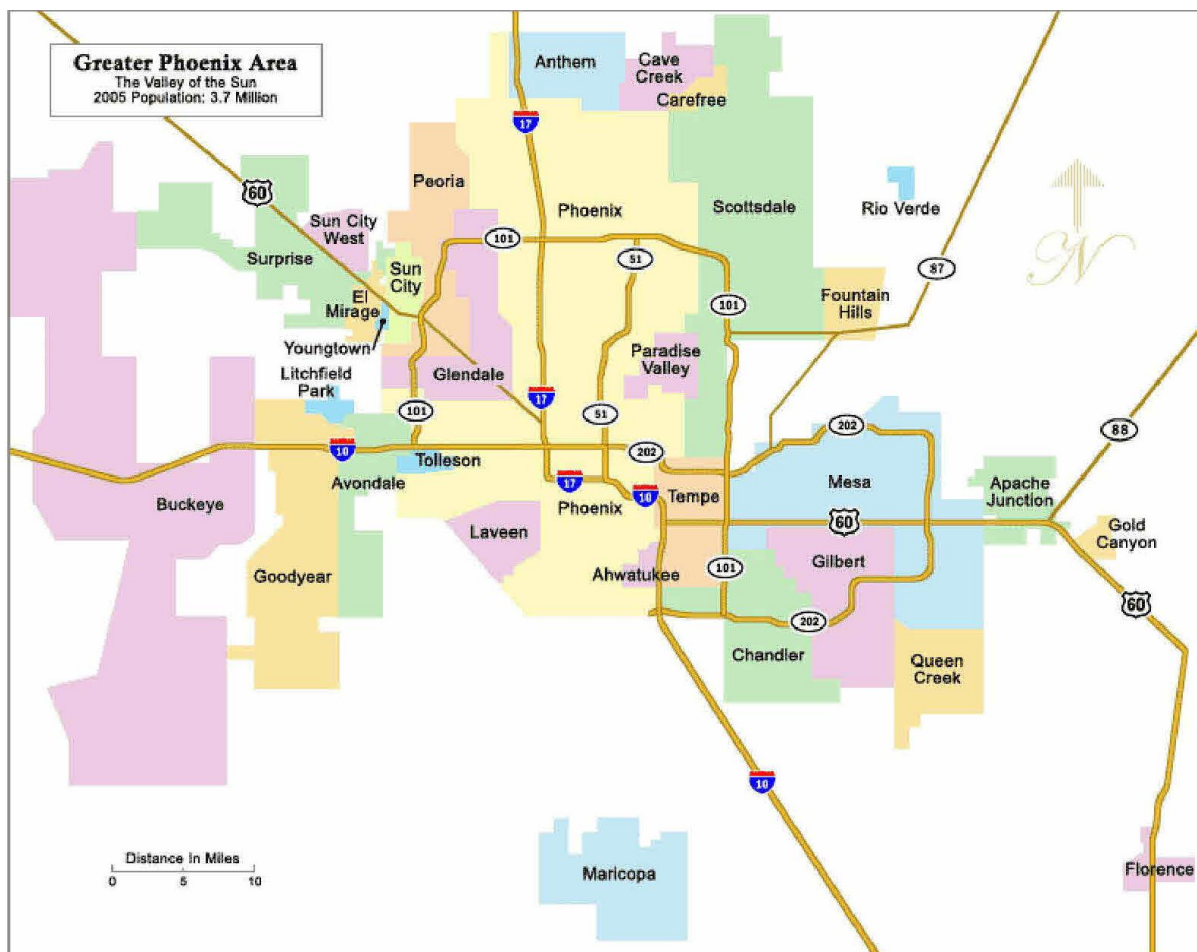 Greater Phoenix Area
The Valley of the Sun
2005 Population: 3.7 Million
17
Anthem
Cave
Creek
Carefree
60
Peoria
Phoenix
Scottsdale
Rio Verde
N
Sun City
West
Surprise
101
51
87
Sun
City
El
Mirage
101
Fountain
Hills
Youngtown
Litchfield
Park
Glendale
Paradise
Valley
101
17
51
202
88
10
Tolleson
202
Avondale
Buckeye
17
10
Tempe
Mesa
Apache
Junction
Phoenix
60
Gold
Canyon
Laveen
Goodyear
Ahwatukee
101
Gilbert
60
202
Chandler
Queen
Creek
10
Distance In Miles
0 5 10
Maricopa
Florence